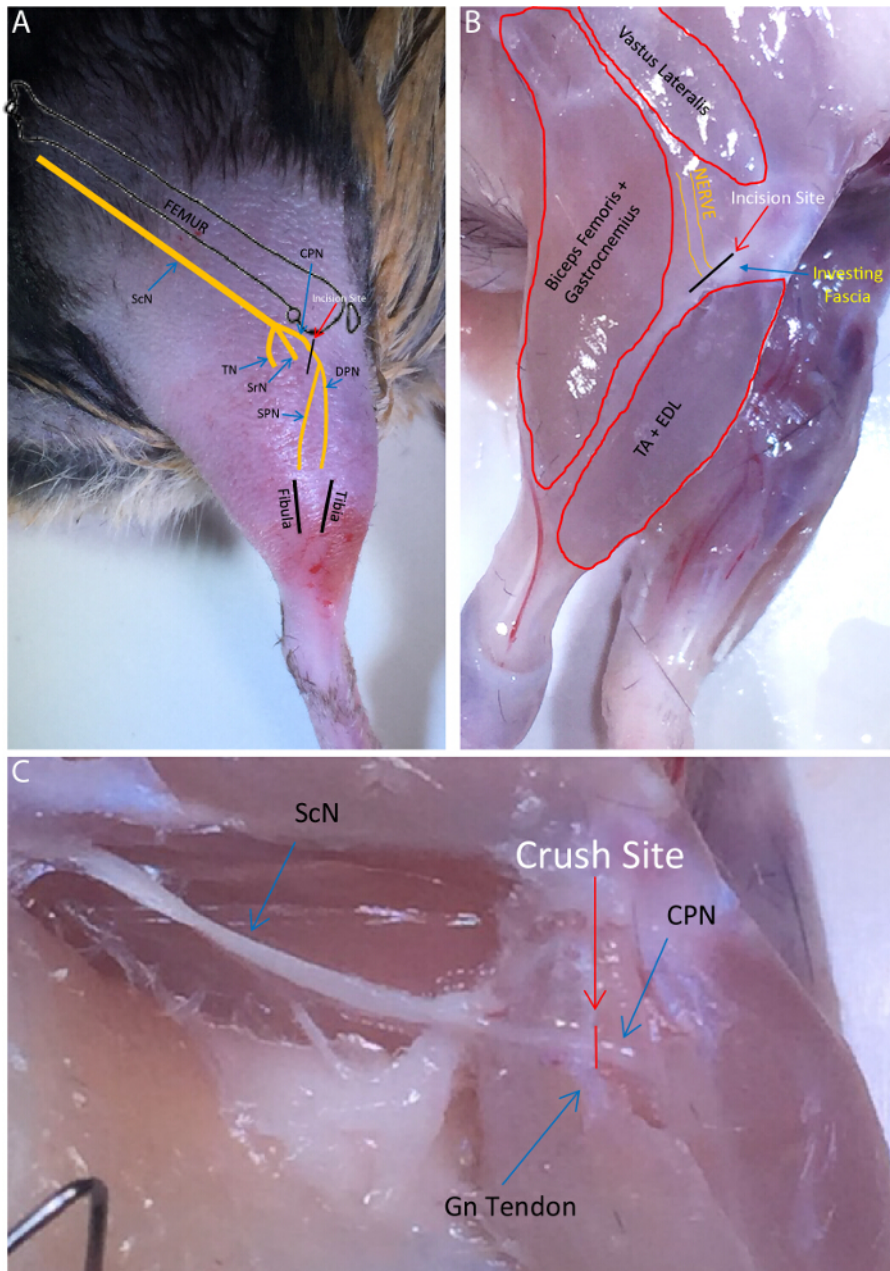 A
FEMUR
CPN
Incision Site
ScN
TN
SrN
DPN
SPN
Fibula
Tibia
B
Vastus Lateralis
NERVE
Incision Site
Biceps Femoris +
Gastrocnemius
Investing
Fascia
TA + EDL
C
ScN
Crush Site
CPN
Gn Tendon